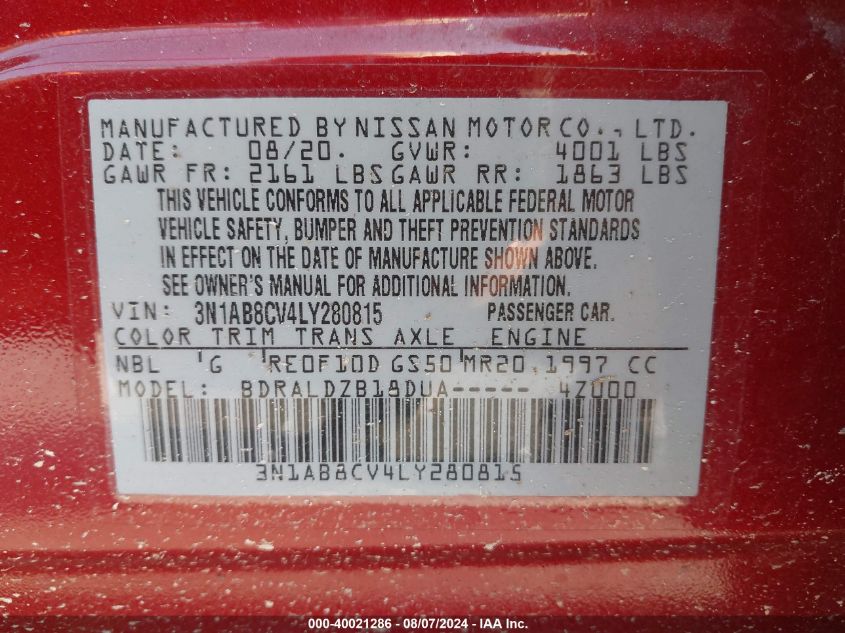 MANUFACTURED BY NISSAN MOTOR CO., LTD.
DATE: 08/20. GVWR: 4001 LBS
GAWR FR: 2161 LBS GAWR RR: 1863 LBS
THIS VEHICLE CONFORMS TO ALL APPLICABLE FEDERAL MOTOR
VEHICLE SAFETY, BUMPER AND THEFT PREVENTION STANDARDS
IN EFFECT ON THE DATE OF MANUFACTURE SHOWN ABOVE.
SEE OWNER'S MANUAL FOR ADDITIONAL INFORMATION.
VIN: 3N1AB8CV4LY280815 PASSENGER CAR.
COLOR TRIM TRANS AXLE ENGINE
NBL 'G 'RE0F10D GS50'MR20.1997 CC
MODEL: BDRALDZB18DUA----- 4Z000
3N1AB8CV4LY280815
000-40021286 - 08/07/2024 - IAA Inc.